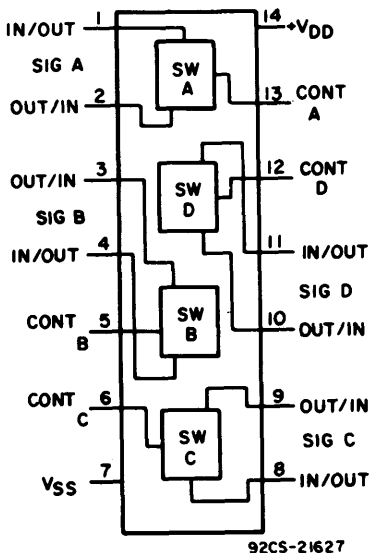 IN/OUT 1 14 +VDD
SIG A SW A
OUT/IN 2 13 CONT A
OUT/IN 3 12 CONT D
SIG B SW D
IN/OUT 4 11 IN/OUT
SIG D
CONT B 5 SW B 10 OUT/IN
CONT C 6 9 OUT/IN
SW C SIG C
VSS 7 8 IN/OUT
92CS-21627